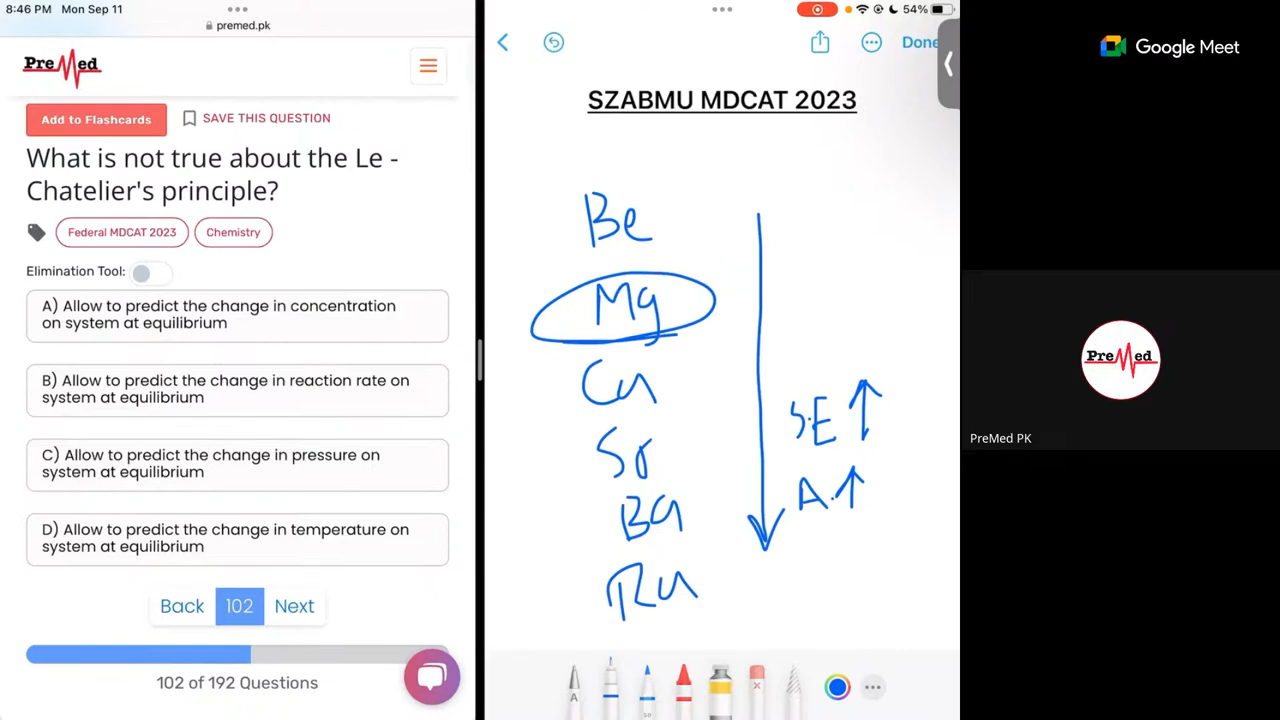 8:46 PM Mon Sep 11
premed.pk
PreMed
Add to Flashcards
SAVE THIS QUESTION
What is not true about the Le -
Chatelier's principle?
Federal MDCAT 2023
Chemistry
Elimination Tool:
A) Allow to predict the change in concentration
on system at equilibrium
B) Allow to predict the change in reaction rate on
system at equilibrium
C) Allow to predict the change in pressure on
system at equilibrium
D) Allow to predict the change in temperature on
system at equilibrium
Back 102 Next
102 of 192 Questions
54%
Done
SZABMU MDCAT 2023
Be
Mg
Ca
Sr
Ba
Ra
S.E ↑
A. ↑
A
Google Meet
PreMed
PreMed PK